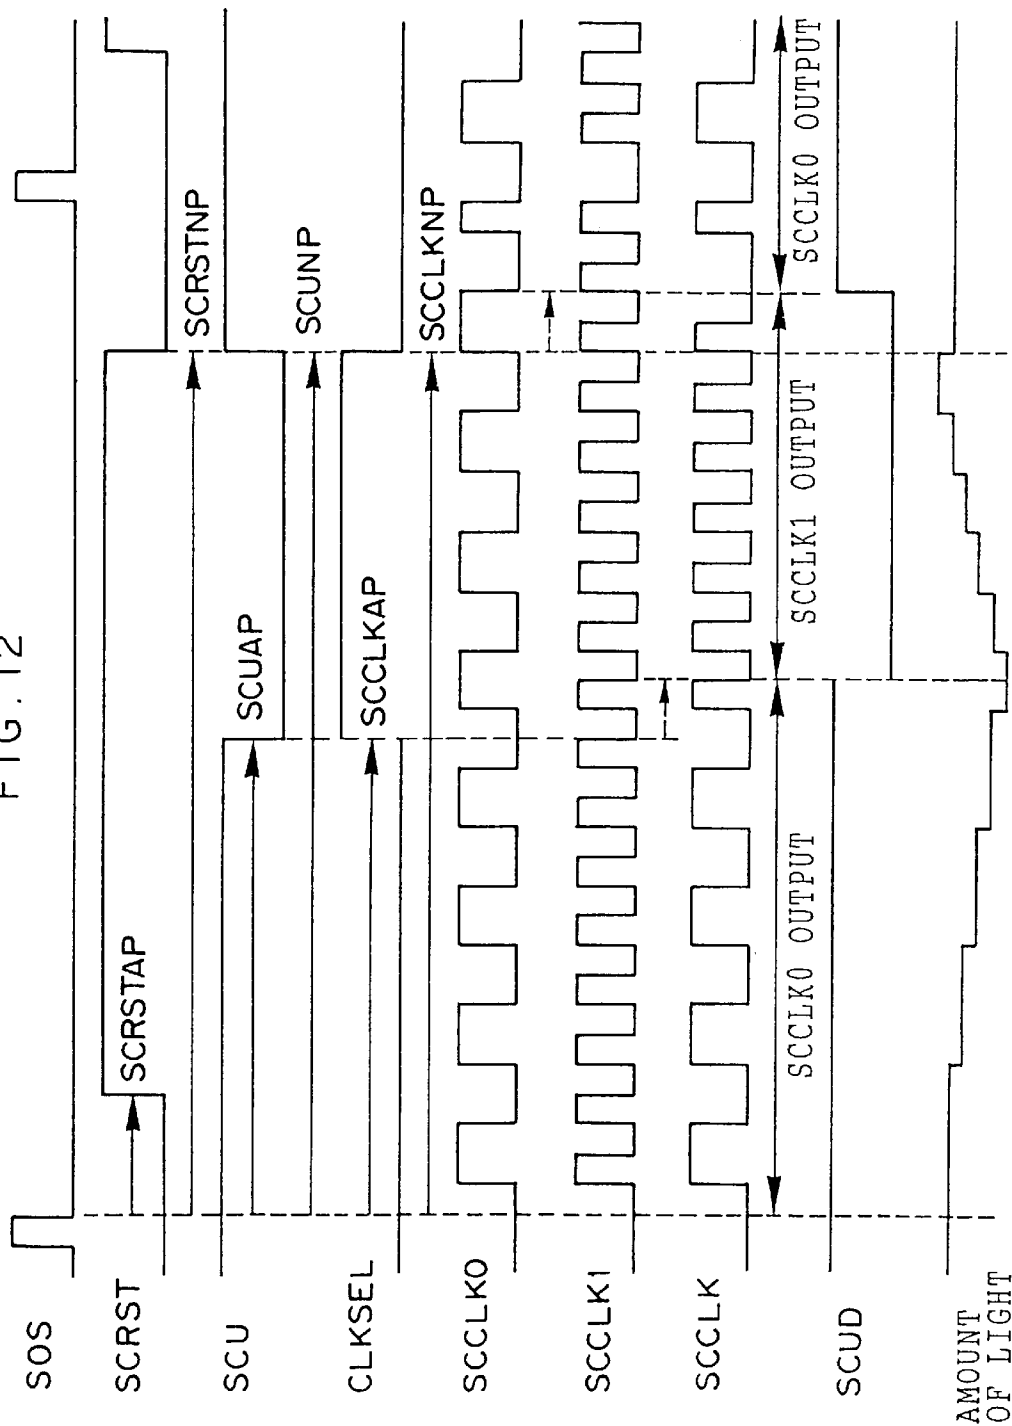 FIG. 12
SOS
SCRST
SCRSTAP
SCRSTNP
SCU
SCUAP
SCUNP
CLKSEL
SCCLKAP
SCCLKNP
SCCLK0
SCCLK1
SCCLK
SCCLK0 OUTPUT
SCCLK1 OUTPUT
SCCLK0 OUTPUT
SCUD
AMOUNT
OF LIGHT